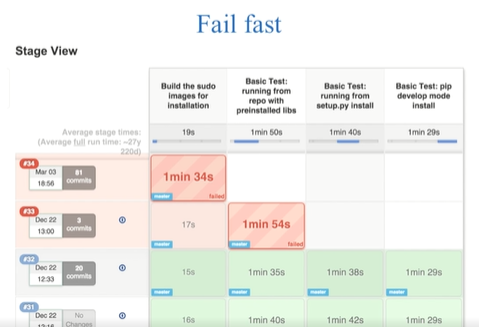 Fail fast
Stage View
Build the sudo
images for
installation
Basic Test:
running from
repo with
preinstalled libs
Basic Test:
running from
setup.py install
Basic Test: pip
develop mode
install
Average stage times:
(Average full run time: ~27y
220d)
19s
1min 50s
1min 40s
1min 29s
#34
Mar 03
18:56
81
commits
1min 34s
master
failed
#33
Dec 22
13:00
3
commits
17s
master
1min 54s
master
failed
#32
Dec 22
12:33
20
commits
15s
master
1min 35s
master
1min 38s
master
1min 29s
master
#31
Dec 22
No
Changes
16s
1min 40s
1min 42s
1min 29s